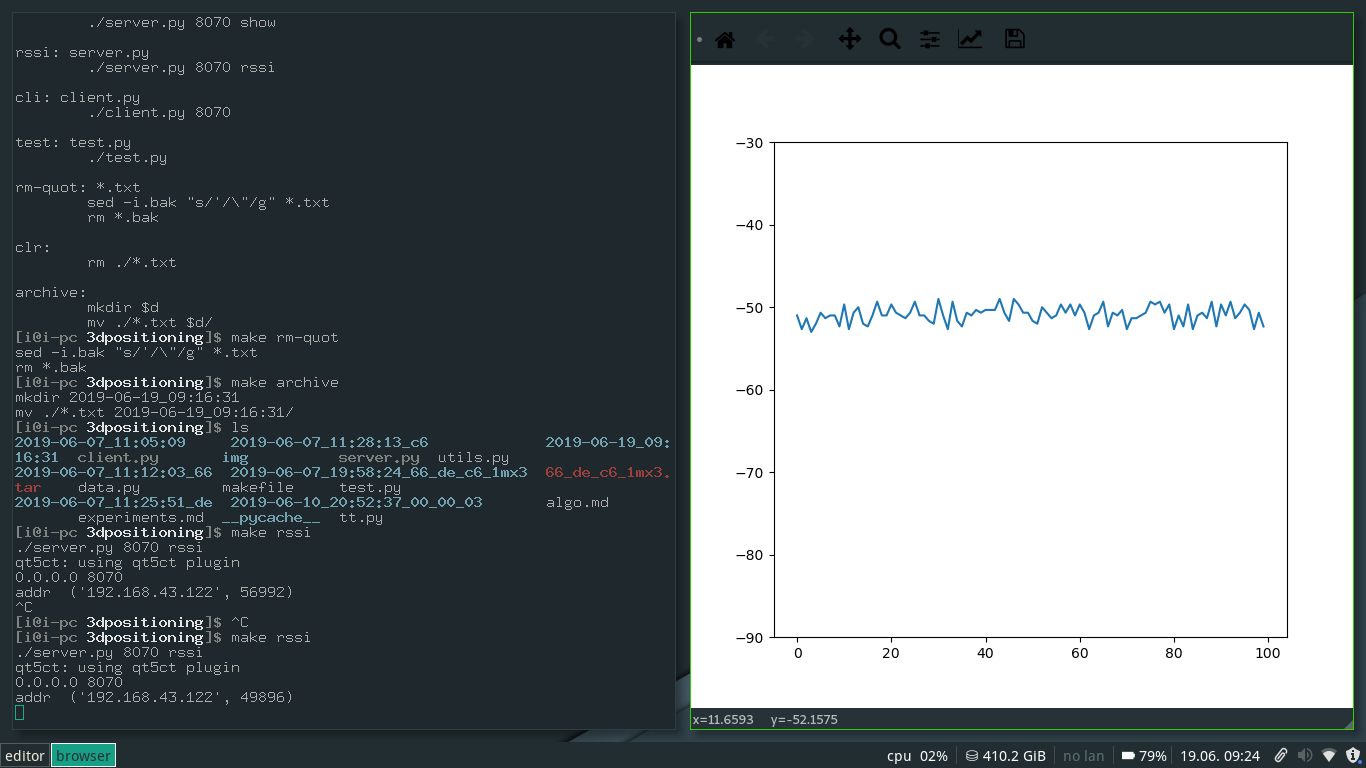 ./server.py 8070 show
rssi: server.py
./server.py 8070 rssi
cli: client.py
./client.py 8070
test: test.py
./test.py
rm-quot: *.txt
sed -i.bak "s/'/\"/g" *.txt
rm *.bak
clr:
rm ./*.txt
archive:
mkdir $d
mv ./*.txt $d/
[i@i-pc 3dpositioning]$ make rm-quot
sed -i.bak "s/'/\"/g" *.txt
rm *.bak
[i@i-pc 3dpositioning]$ make archive
mkdir 2019-06-19_09:16:31
mv ./*.txt 2019-06-19_09:16:31/
[i@i-pc 3dpositioning]$ ls
2019-06-07_11:05:09 2019-06-07_11:28:13_c6 2019-06-19_09:
16:31 client.py img server.py utils.py
2019-06-07_11:12:03_66 2019-06-07_19:58:24_66_de_c6_1mx3 66_de_c6_1mx3.
tar data.py makefile test.py
2019-06-07_11:25:51_de 2019-06-10_20:52:37_00_00_03 algo.md
experiments.md __pycache__ tt.py
[i@i-pc 3dpositioning]$ make rssi
./server.py 8070 rssi
qt5ct: using qt5ct plugin
0.0.0.0 8070
addr ('192.168.43.122', 56992)
^C
[i@i-pc 3dpositioning]$ ^C
[i@i-pc 3dpositioning]$ make rssi
./server.py 8070 rssi
qt5ct: using qt5ct plugin
0.0.0.0 8070
addr ('192.168.43.122', 49896)
−30
−40
−50
−60
−70
−80
−90
0 20 40 60 80 100
x=11.6593 y=-52.1575
editor browser cpu 02% 410.2 GiB no lan 79% 19.06. 09:24